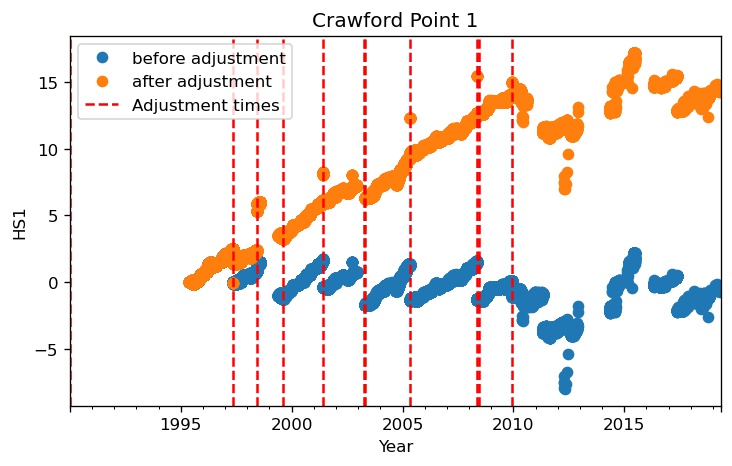 Crawford Point 1
before adjustment
after adjustment
Adjustment times
15
10
5
0
−5
HS1
1995
2000
2005
2010
2015
Year